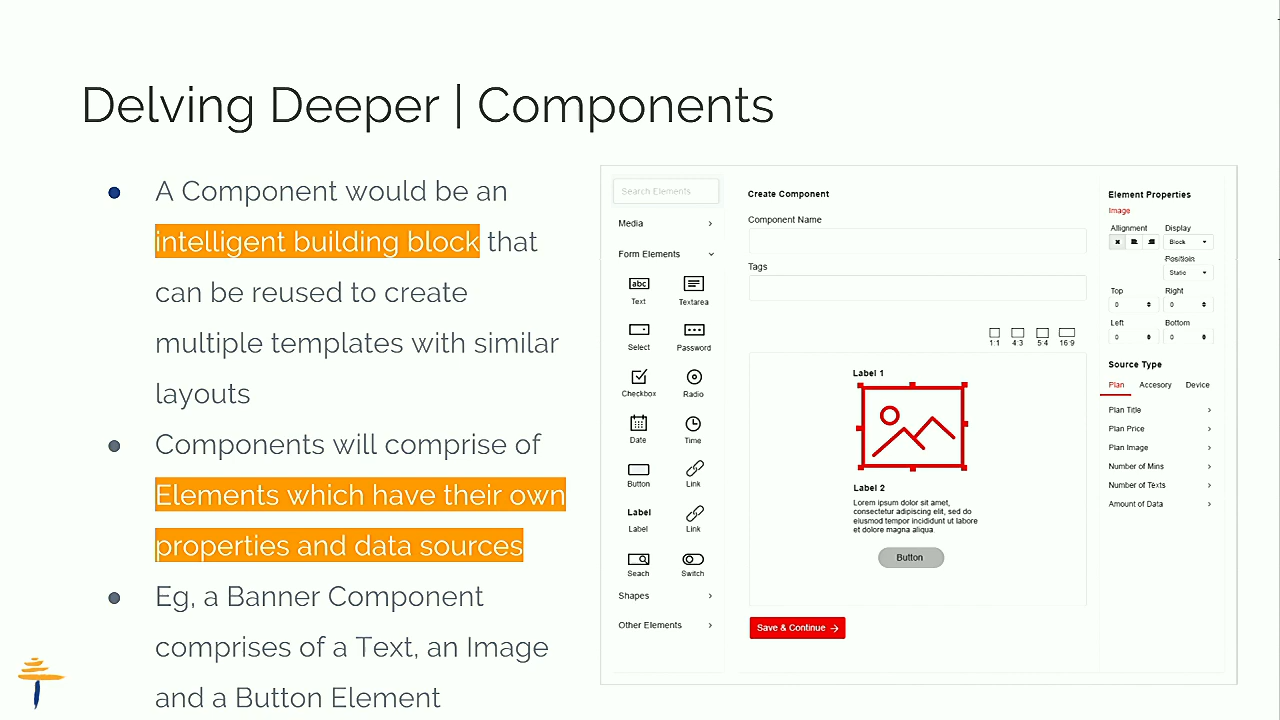 Delving Deeper | Components
A Component would be an
intelligent building block that
can be reused to create
multiple templates with similar
layouts
Components will comprise of
Elements which have their own
properties and data sources
Eg, a Banner Component
comprises of a Text, an Image
and a Button Element
Search Elements
Media
Form Elements
abc
Text Textarea
Select Password
Checkbox Radio
Date Time
Button Link
Label
Label Link
Seach Switch
Shapes
Other Elements
Create Component
Component Name
Tags
1:1 4:3 5:4 16:9
Label 1
Label 2
Lorem ipsum dolor sit amet,
consectetur adipiscing elit, sed do
eiusmod tempor incididunt ut labore
et dolore magna aliqua.
Button
Save & Continue
Element Properties
Image
Allignment Display
Block
Position
Static
Top Right
0 0
Left Bottom
0 0
Source Type
Plan Accesory Device
Plan Title
Plan Price
Plan Image
Number of Mins
Number of Texts
Amount of Data